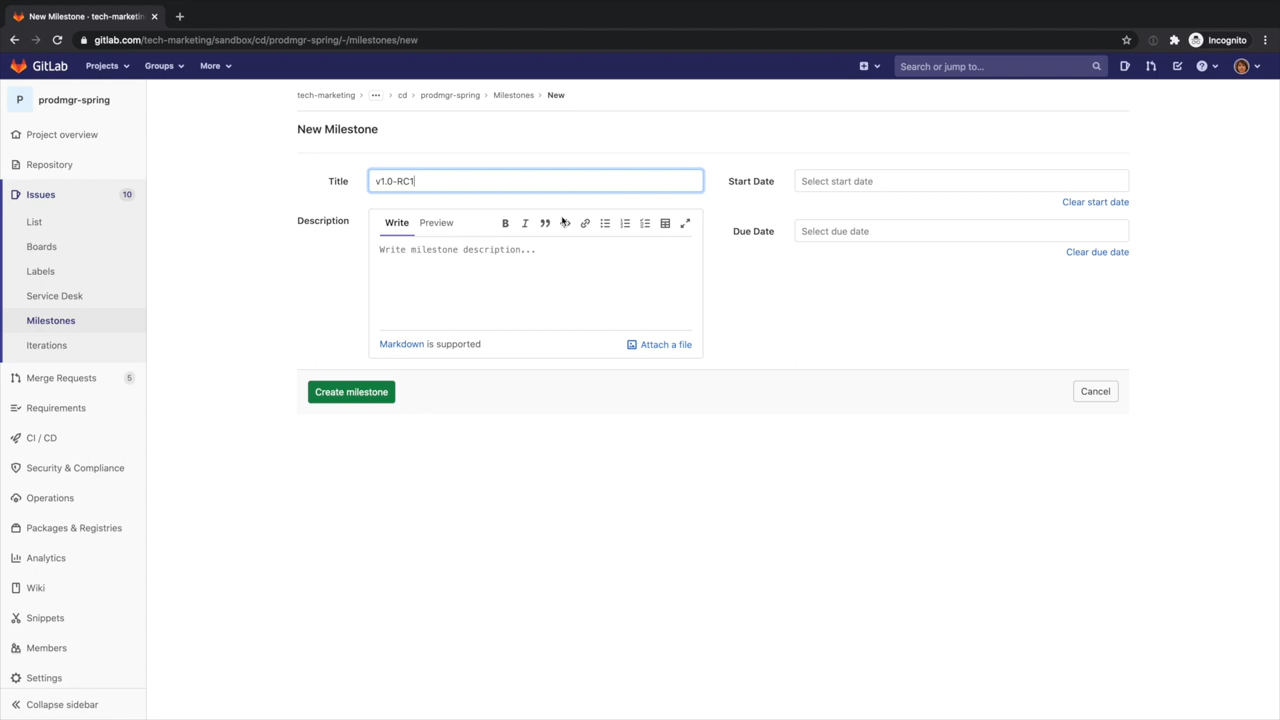 New Milestone · tech-marketin
gitlab.com/tech-marketing/sandbox/cd/prodmgr-spring/-/milestones/new
Incognito
GitLab
Projects
Groups
More
Search or jump to...
P
prodmgr-spring
Project overview
Repository
Issues
10
List
Boards
Labels
Service Desk
Milestones
Iterations
Merge Requests
5
Requirements
CI / CD
Security & Compliance
Operations
Packages & Registries
Analytics
Wiki
Snippets
Members
Settings
Collapse sidebar
tech-marketing > ... > cd > prodmgr-spring > Milestones > New
New Milestone
Title
v1.0-RC1
Start Date
Select start date
Clear start date
Description
Write
Preview
B
I
Due Date
Select due date
Clear due date
Write milestone description...
Markdown is supported
Attach a file
Create milestone
Cancel